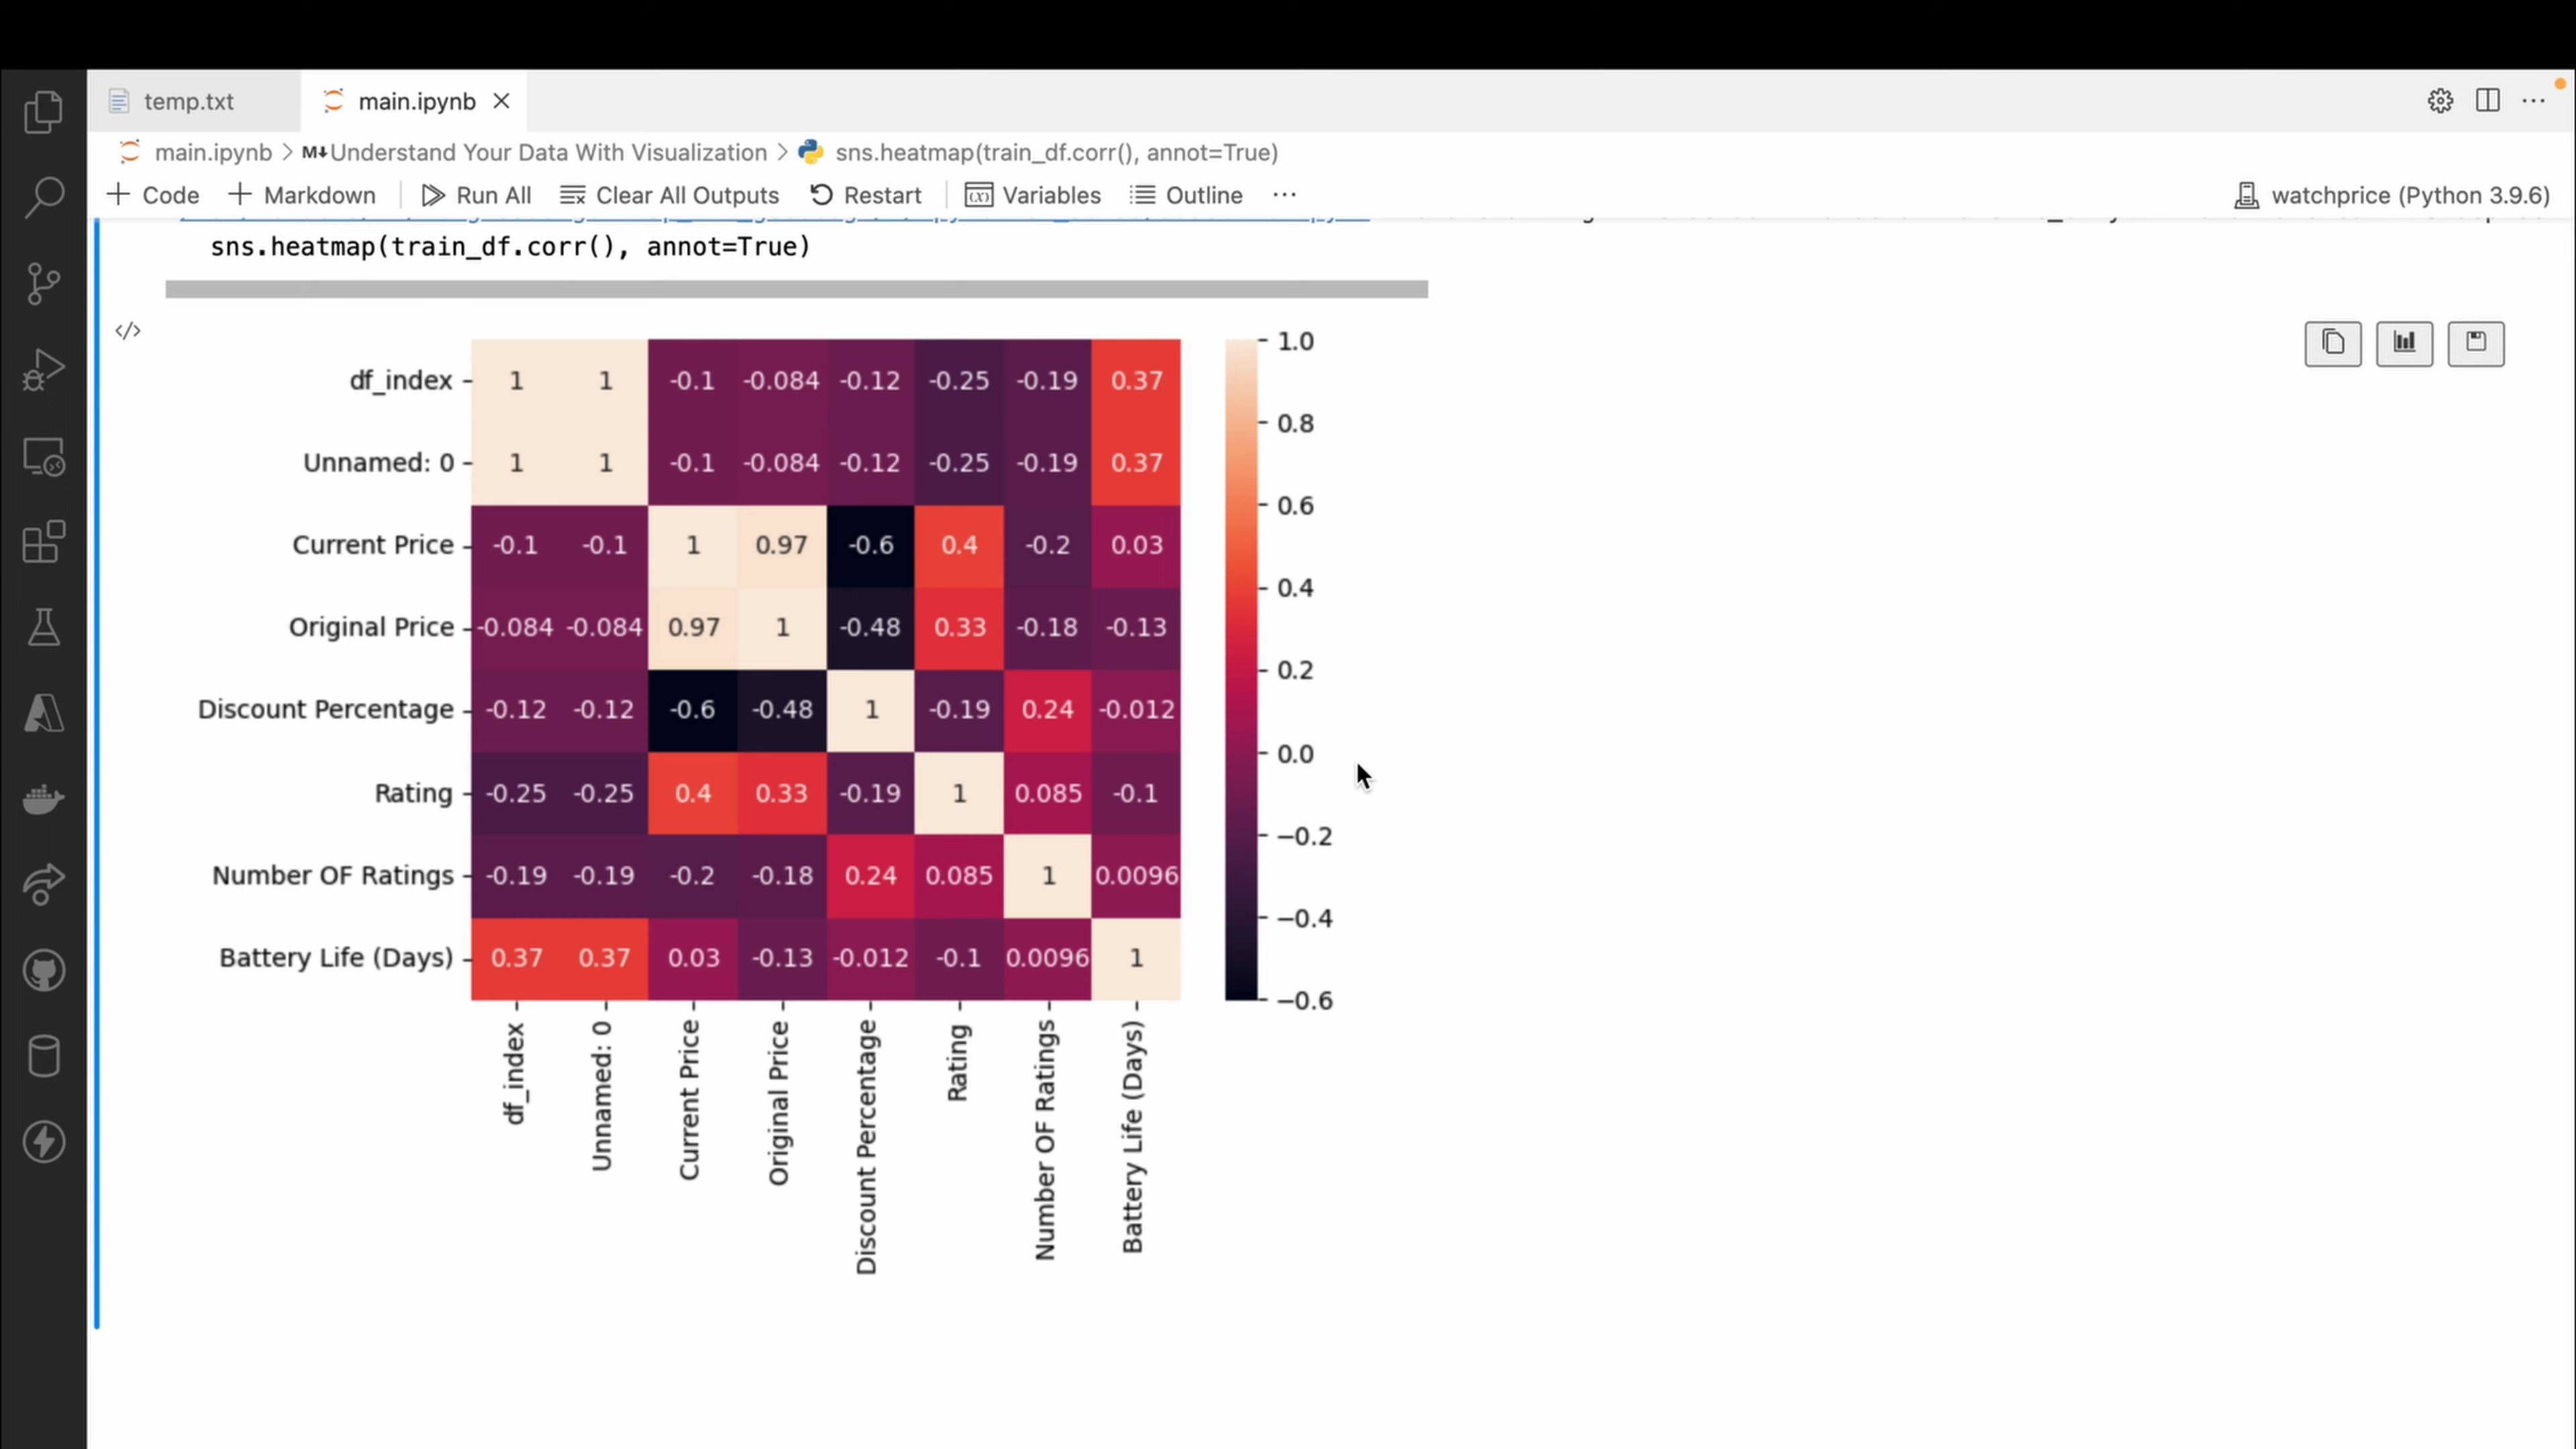 temp.txt
main.ipynb
main.ipynb > M↓Understand Your Data With Visualization > sns.heatmap(train_df.corr(), annot=True)
+ Code + Markdown Run All Clear All Outputs Restart Variables Outline ... watchprice (Python 3.9.6)
sns.heatmap(train_df.corr(), annot=True)
</>
1.0
df_index 1 1 -0.1 -0.084 -0.12 -0.25 -0.19 0.37
0.8
Unnamed: 0 1 1 -0.1 -0.084 -0.12 -0.25 -0.19 0.37
0.6
Current Price -0.1 -0.1 1 0.97 -0.6 0.4 -0.2 0.03
0.4
Original Price -0.084 -0.084 0.97 1 -0.48 0.33 -0.18 -0.13
0.2
Discount Percentage -0.12 -0.12 -0.6 -0.48 1 -0.19 0.24 -0.012
0.0
Rating -0.25 -0.25 0.4 0.33 -0.19 1 0.085 -0.1
−0.2
Number OF Ratings -0.19 -0.19 -0.2 -0.18 0.24 0.085 1 0.0096
−0.4
Battery Life (Days) 0.37 0.37 0.03 -0.13 -0.012 -0.1 0.0096 1
−0.6
df_index
Unnamed: 0
Current Price
Original Price
Discount Percentage
Rating
Number OF Ratings
Battery Life (Days)